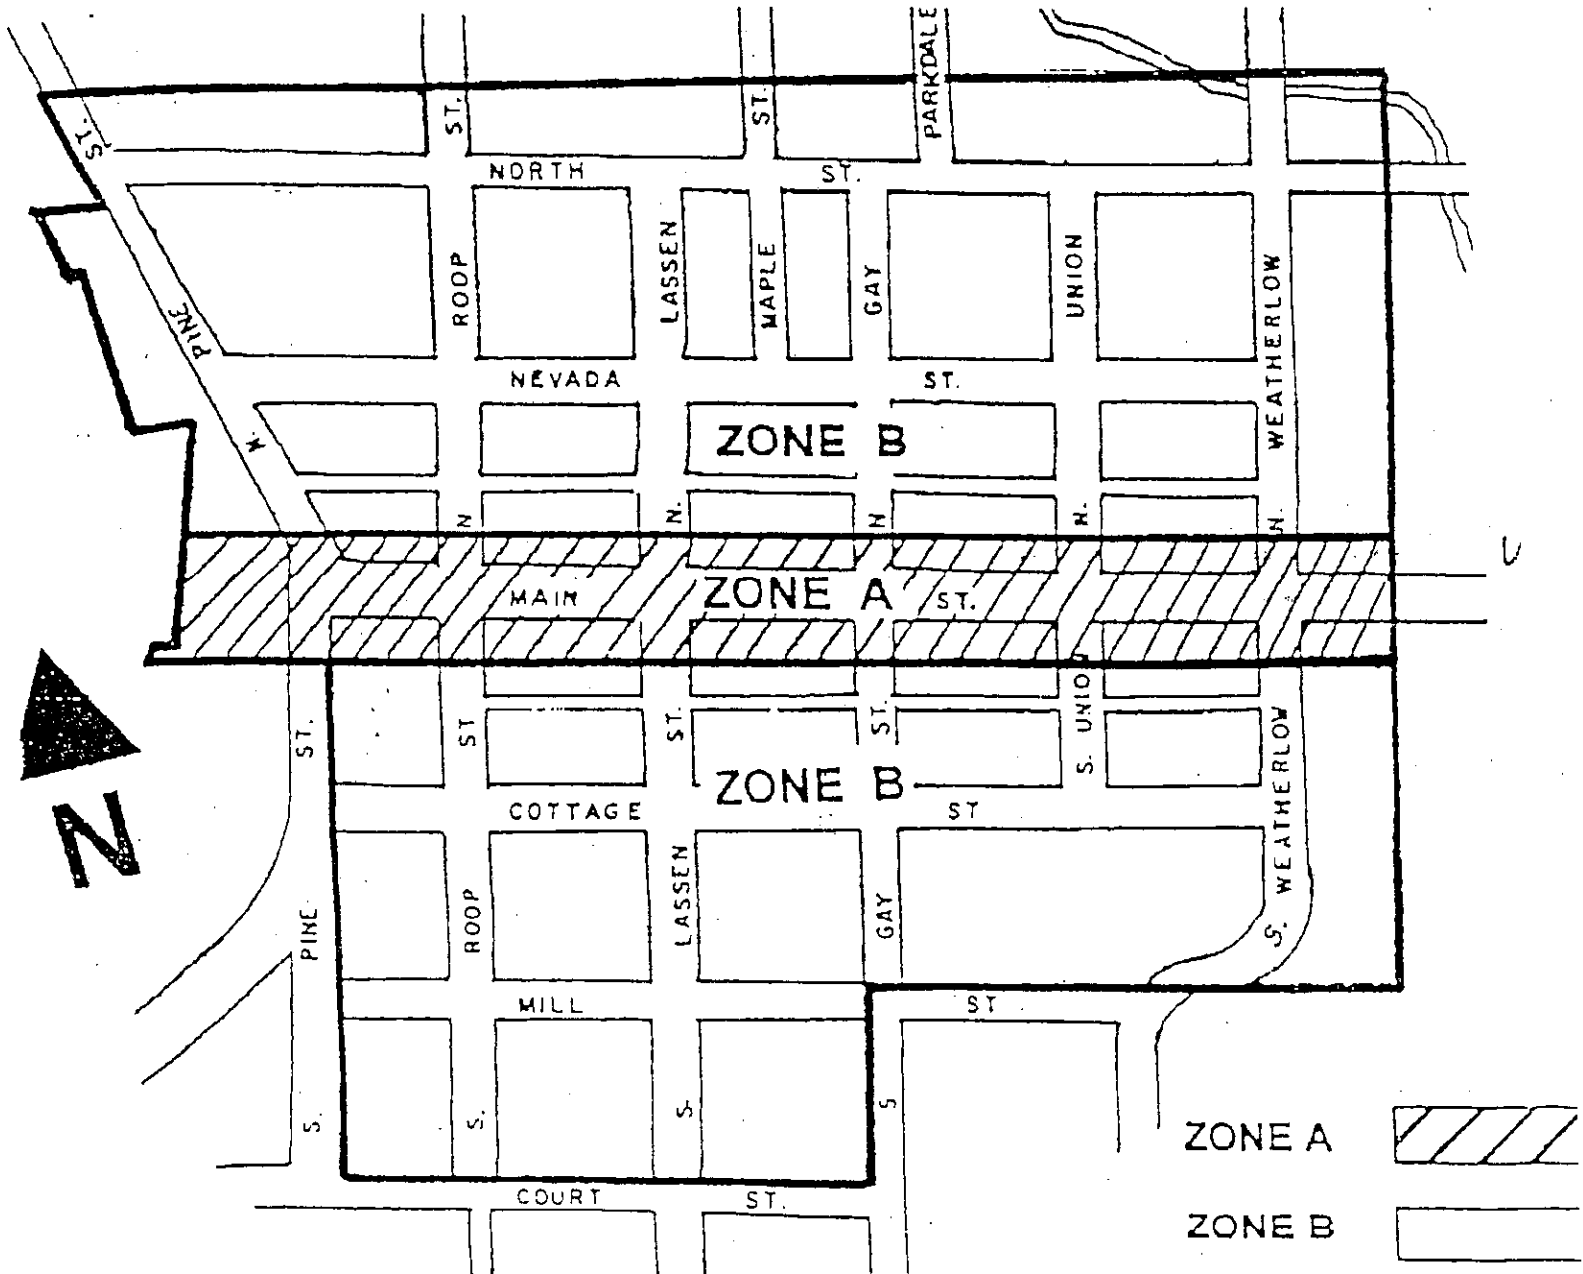 PARKDALE
ST.
ST.
ST.
NORTH ST.
ROOP
LASSEN
MAPLE
GAY
UNION
WEATHERLOW
PINE
NEVADA ST.
N.
ZONE B
N
N.
N
N.
N.
MAIN ZONE A ST.
U
N
ST.
ST
ST.
ST.
S. UNION
ZONE B
COTTAGE ST
S. WEATHERLOW
PINE
ROOP
LASSEN
GAY
MILL ST
S.
S.
S.
S
ZONE A
COURT ST.
ZONE B